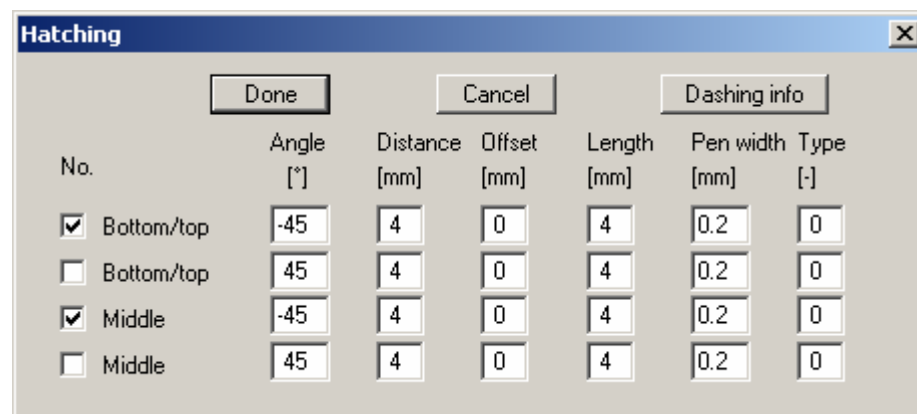 Hatching
Done Cancel Dashing info
No. Angle Distance Offset Length Pen width Type
[°] [mm] [mm] [mm] [mm] [-]
Bottom/top -45 4 0 4 0.2 0
Bottom/top 45 4 0 4 0.2 0
Middle -45 4 0 4 0.2 0
Middle 45 4 0 4 0.2 0